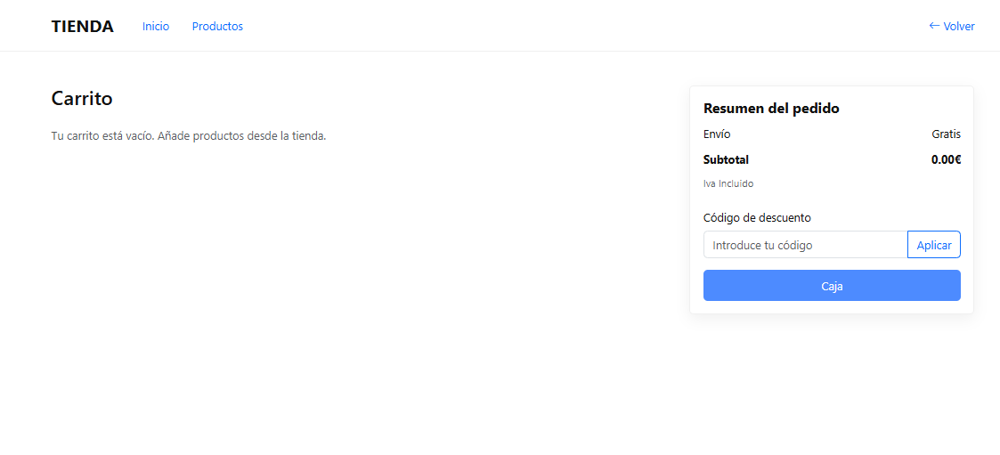 TIENDA Inicio Productos ← Volver
Carrito
Tu carrito está vacío. Añade productos desde la tienda.
Resumen del pedido
Envío Gratis
Subtotal 0.00€
Iva Incluido
Código de descuento
Introduce tu código Aplicar
Caja